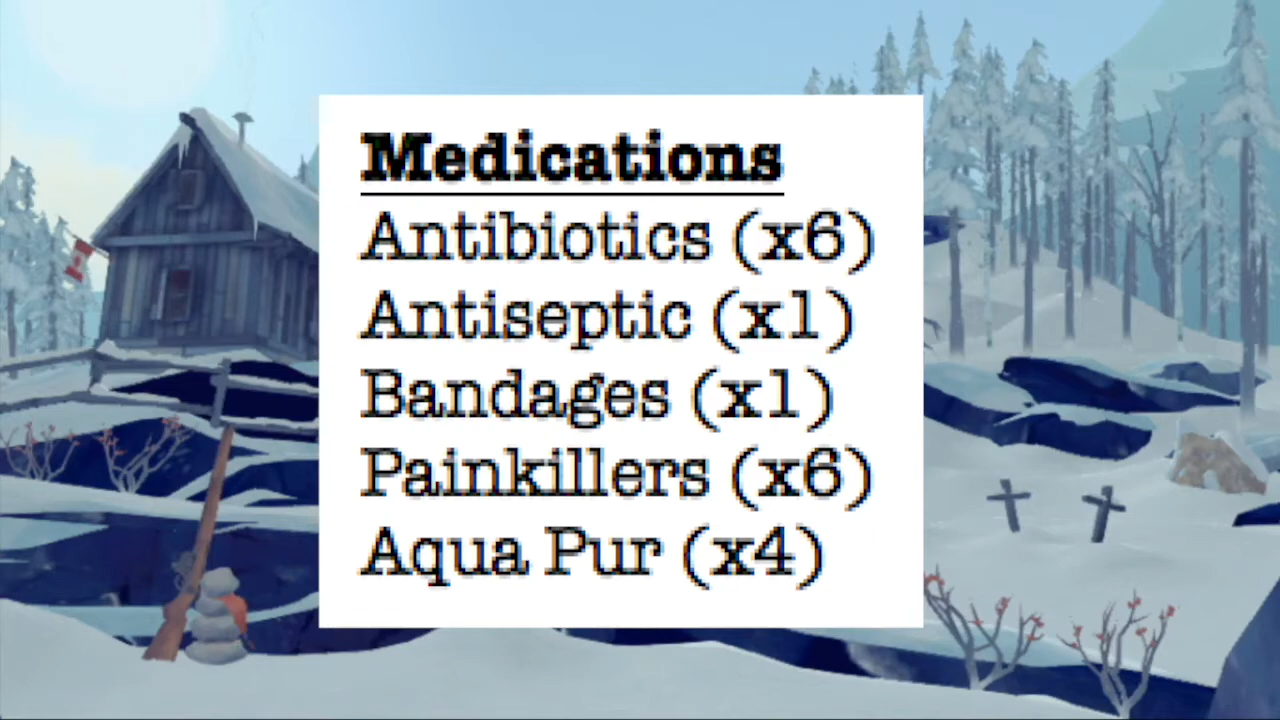 Medications
Antibiotics (x6)
Antiseptic (x1)
Bandages (x1)
Painkillers (x6)
Aqua Pur (x4)